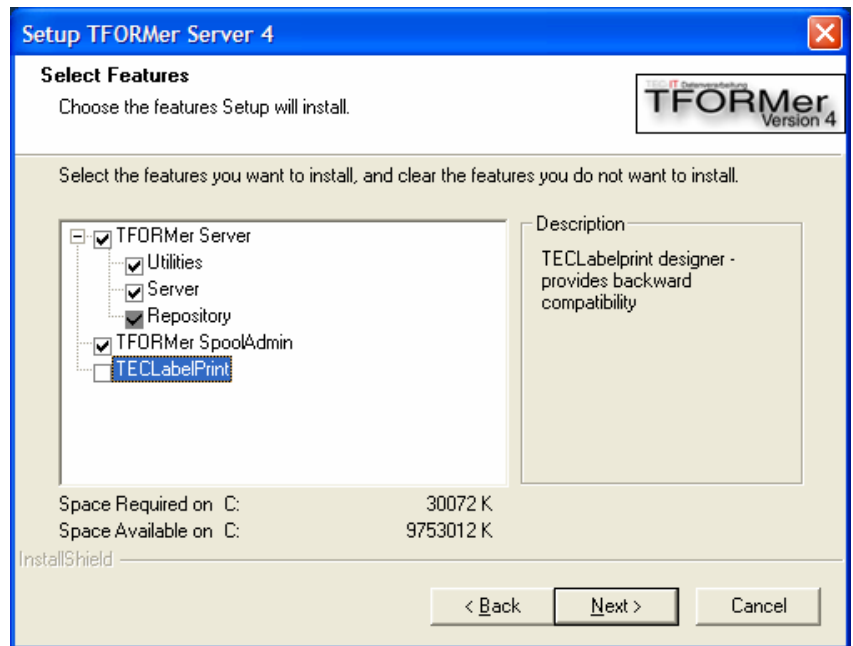 Setup TFORMer Server 4
Select Features
Choose the features Setup will install.
TEC-IT Datenverarbeitung
TFORMer
Version 4
Select the features you want to install, and clear the features you do not want to install.
TFORMer Server
Utilities
Server
Repository
TFORMer SpoolAdmin
TECLabelPrint
Description
TECLabelprint designer -
provides backward
compatibility
Space Required on C: 30072 K
Space Available on C: 9753012 K
InstallShield
< Back
Next >
Cancel